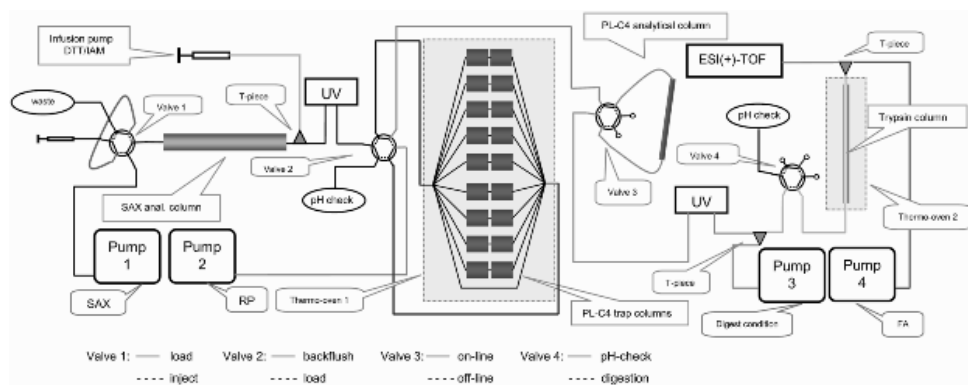 Infusion pump
DTT/IAM
waste
Valve 1
T-piece
UV
Valve 2
pH check
SAX anal. column
Pump
1
Pump
2
SAX
RP
Thermo-oven 1
PL-C4 analytical column
ESI(+)-TOF
T-piece
Trypsin column
pH check
Valve 4
Valve 3
UV
Thermo-oven 2
T-piece
Pump
3
Pump
4
PL-C4 trap columns
Digest condition
FA
Valve 1: load Valve 2: backflush Valve 3: on-line Valve 4: pH-check
inject load off-line digestion